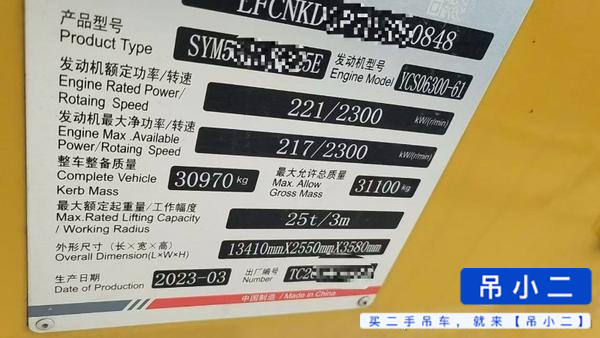 LFCNKD 0848
产品型号
Product Type SYM5 5E
发动机型号
Engine Model YCS06300-61
发动机额定功率/转速
Engine Rated Power/
Rotaing Speed
221/2300 kW/(r/min)
发动机最大净功率/转速
Engine Max .Available
Power/Rotaing Speed
217/2300 kW/(r/min)
整车整备质量
Complete Vehicle
Kerb Mass
30970kg
最大允许总质量
Max. Allow
Gross Mass
31100kg
最大额定起重量/工作幅度
Max.Rated Lifting Capacity
/ Working Radius
25t/3m
外形尺寸（长×宽×高）
Overall Dimension(L×W×H)
13410mmX2550mmX3580mm
生产日期
Date of Production
2023-03
出厂编号
Number
TC2
中国制造 / Made in China
吊小二
买二手吊车，就来【吊小二】